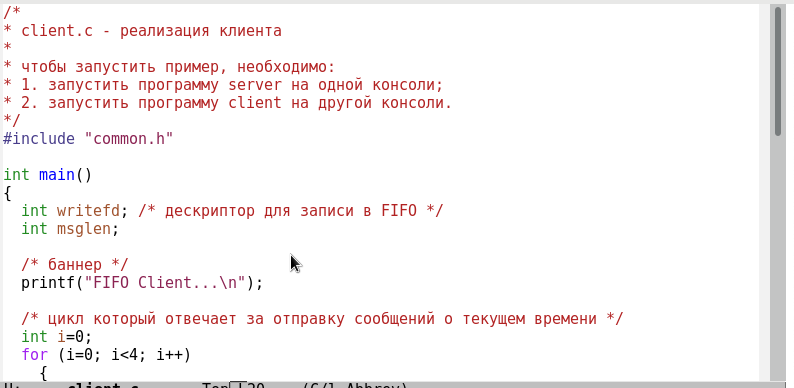 /*
* client.c - реализация клиента
*
* чтобы запустить пример, необходимо:
* 1. запустить программу server на одной консоли;
* 2. запустить программу client на другой консоли.
*/
#include "common.h"
int main()
{
int writefd; /* дескриптор для записи в FIFO */
int msglen;
/* баннер */
printf("FIFO Client...\n");
/* цикл который отвечает за отправку сообщений о текущем времени */
int i=0;
for (i=0; i<4; i++)
{
client.c (C/l Abbrev)